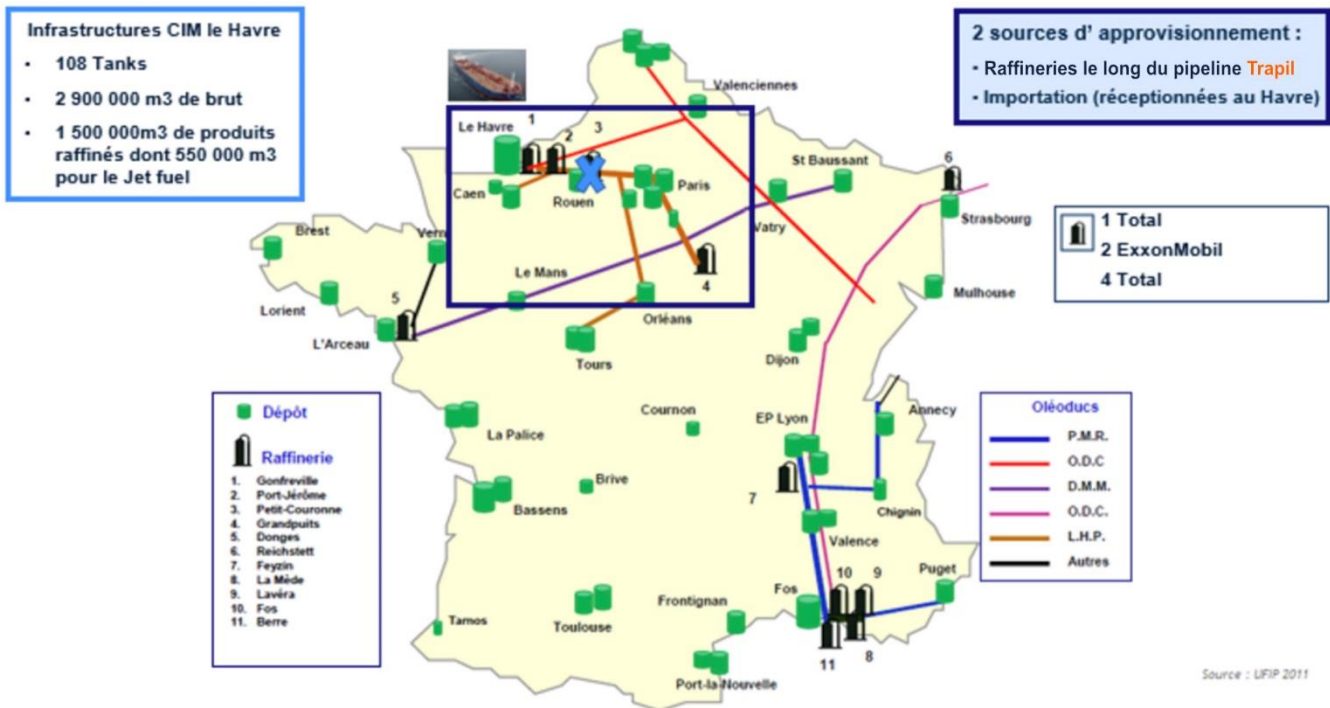 Infrastructures CIM le Havre
• 108 Tanks
• 2 900 000 m3 de brut
• 1 500 000m3 de produits
raffinés dont 550 000 m3
pour le Jet fuel
2 sources d' approvisionnement :
• Raffineries le long du pipeline Trapil
• Importation (réceptionnées au Havre)
Valenciennes
Le Havre
1
2
3
St Baussant
6
Caen
Rouen
Paris
Vatry
Strasbourg
1 Total
2 ExxonMobil
4 Total
Brest
Vern
Le Mans
4
Mulhouse
Lorient
5
Orléans
L'Arceau
Tours
Dijon
Dépôt
Raffinerie
1. Gonfreville
2. Port-Jérôme
3. Petit-Couronne
4. Grandpuits
5. Donges
6. Reichstett
7. Feyzin
8. La Mède
9. Lavéra
10. Fos
11. Berre
Cournon
EP Lyon
Annecy
La Palice
Oléoducs
P.M.R.
O.D.C
D.M.M.
O.D.C.
L.H.P.
Autres
Brive
7
Bassens
Chignin
Valence
Puget
10
9
Fos
Frontignan
Tarnos
Toulouse
11
8
Port-la-Nouvelle
Source : UFIP 2011